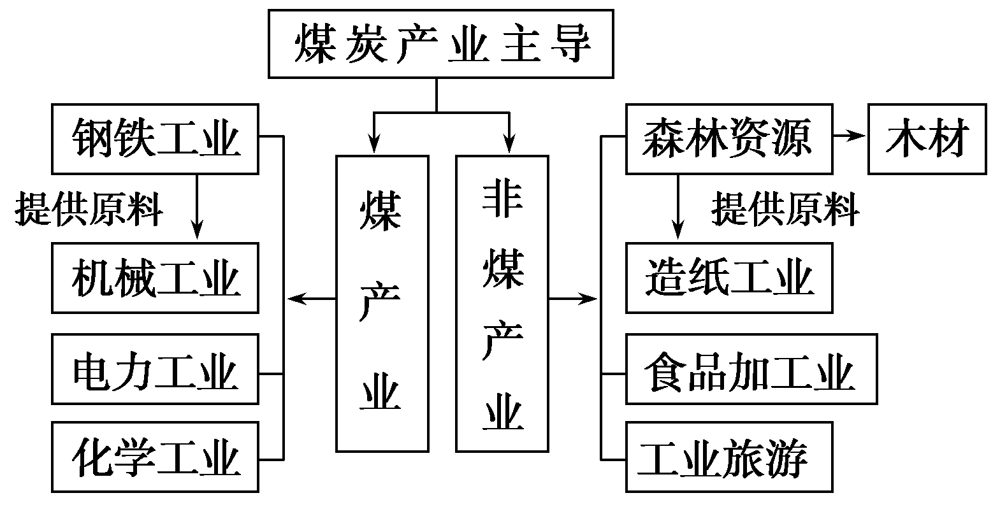 煤炭产业主导
钢铁工业
提供原料
机械工业
电力工业
化学工业
煤产业
非煤产业
森林资源
木材
提供原料
造纸工业
食品加工业
工业旅游